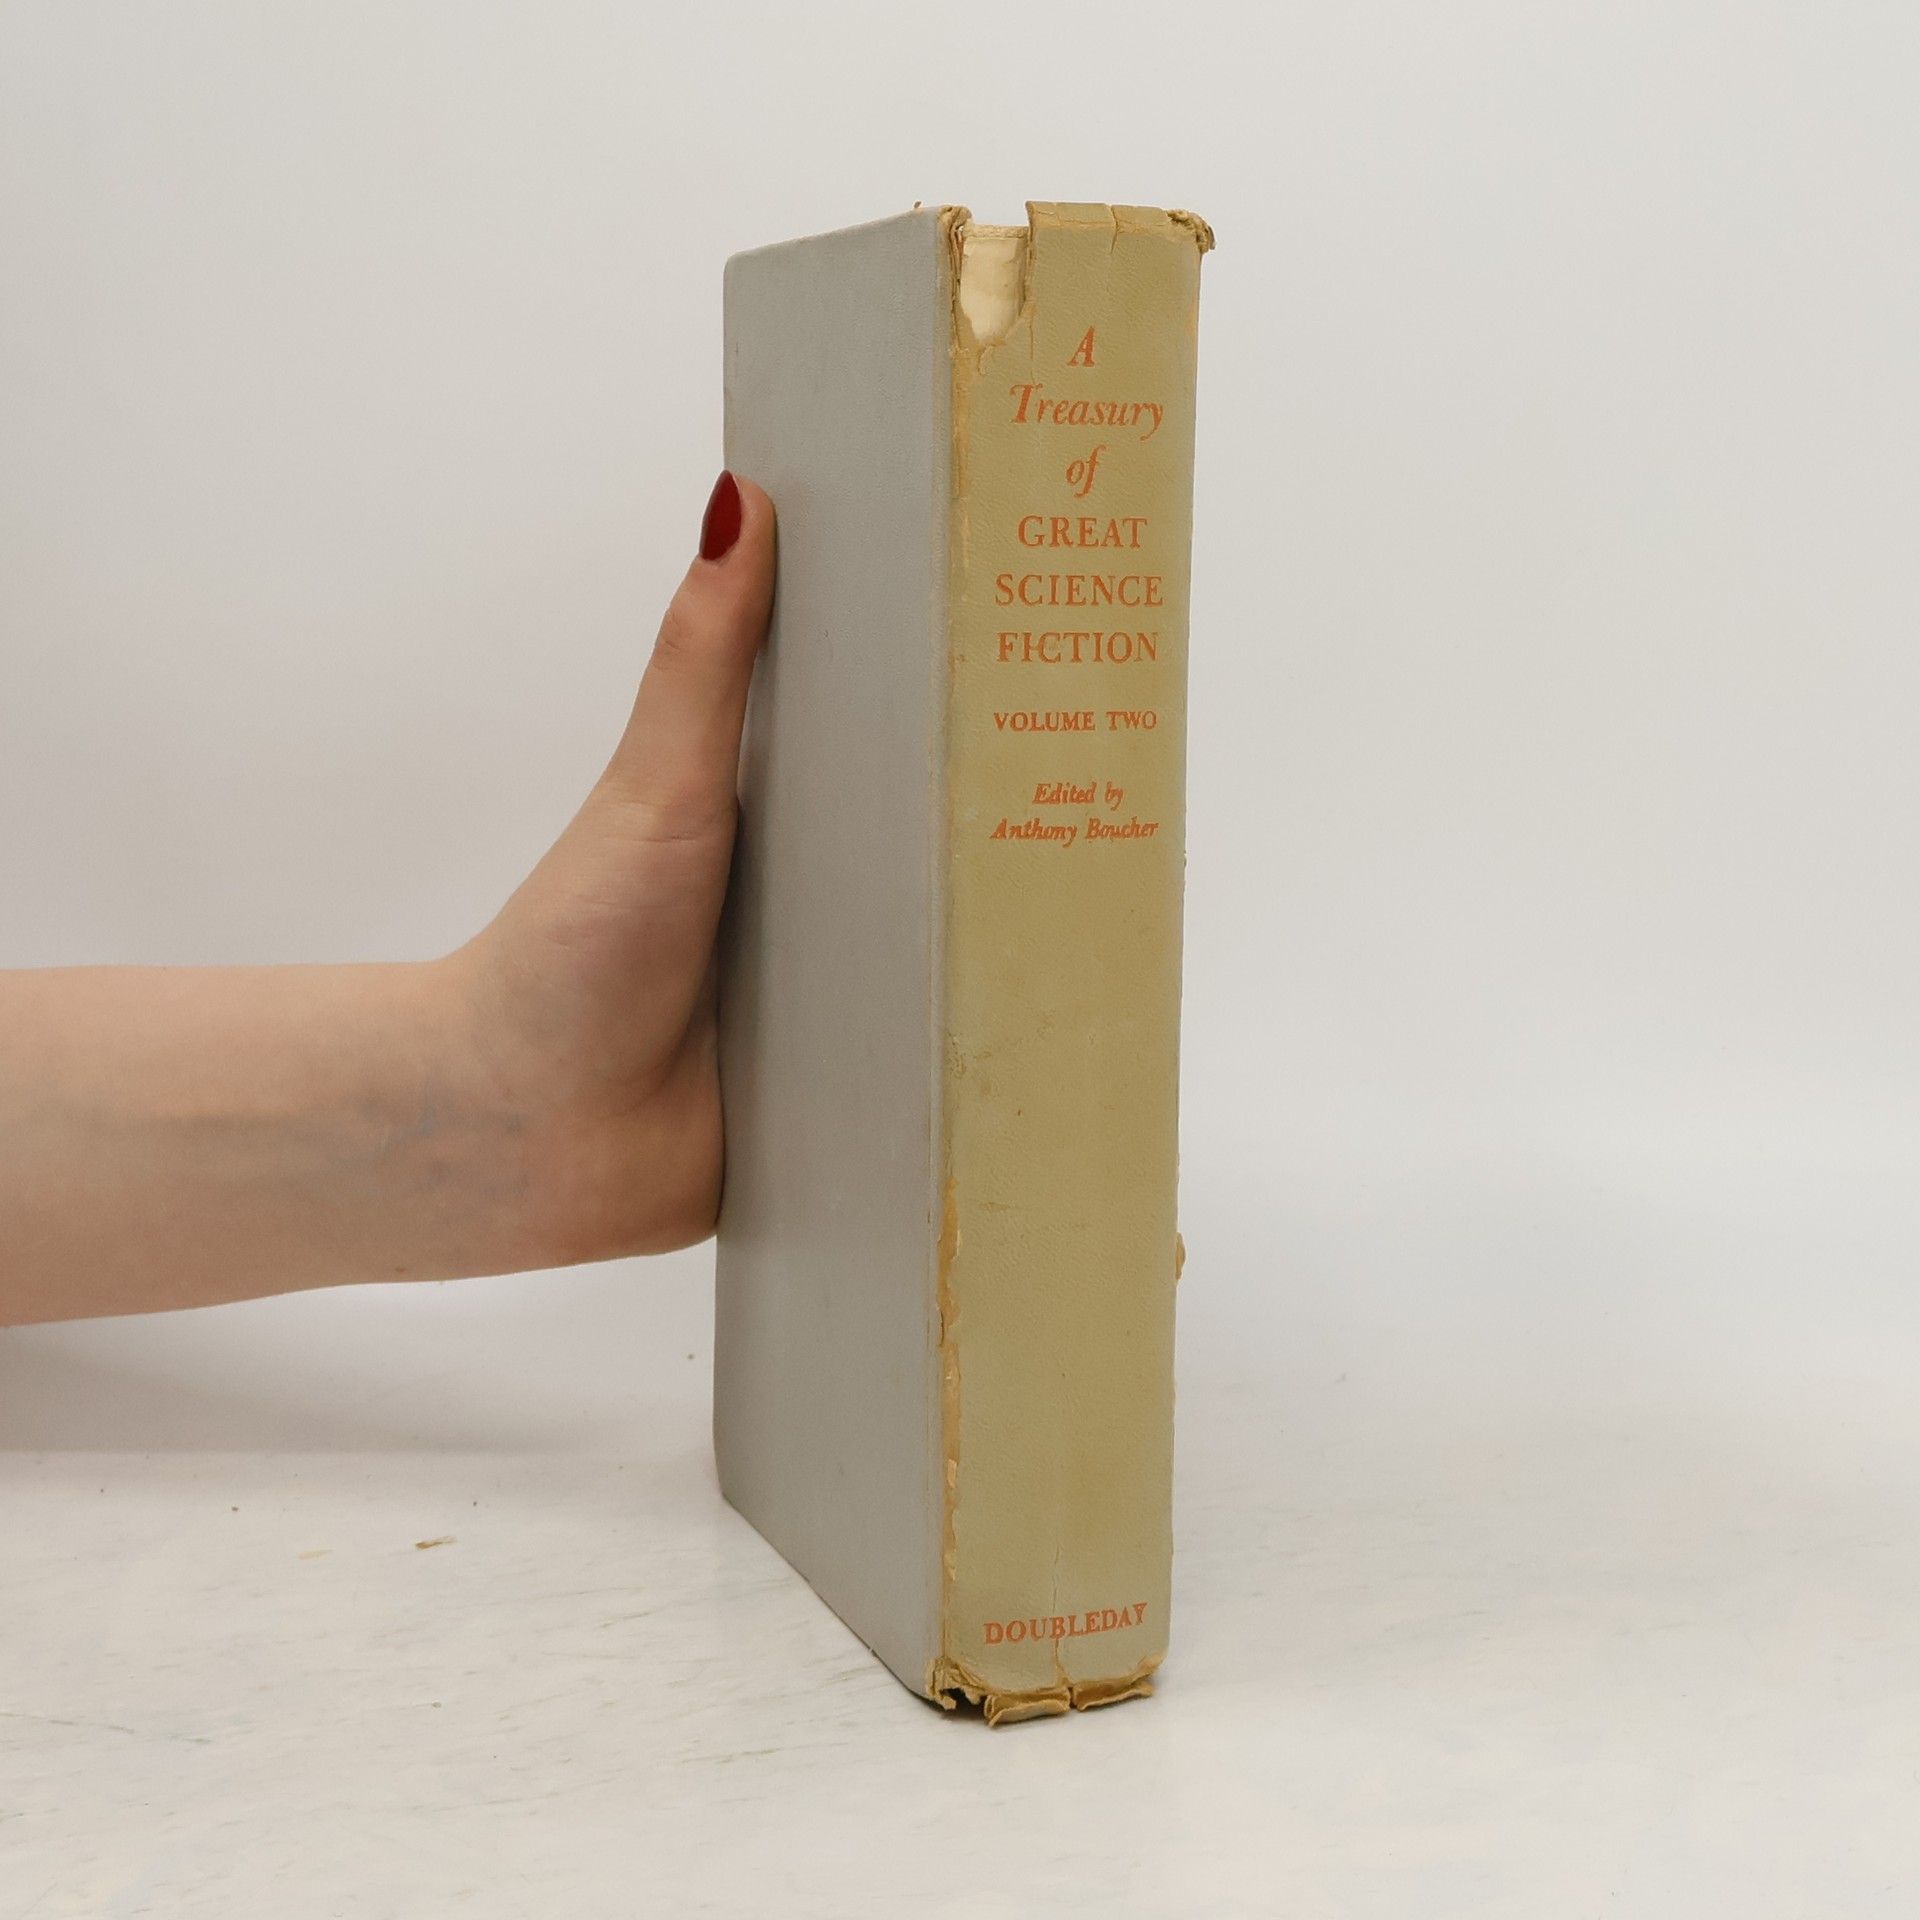 A
Treasury
of
GREAT
SCIENCE
FICTION
VOLUME TWO
Edited by
Anthony Boucher
DOUBLEDAY